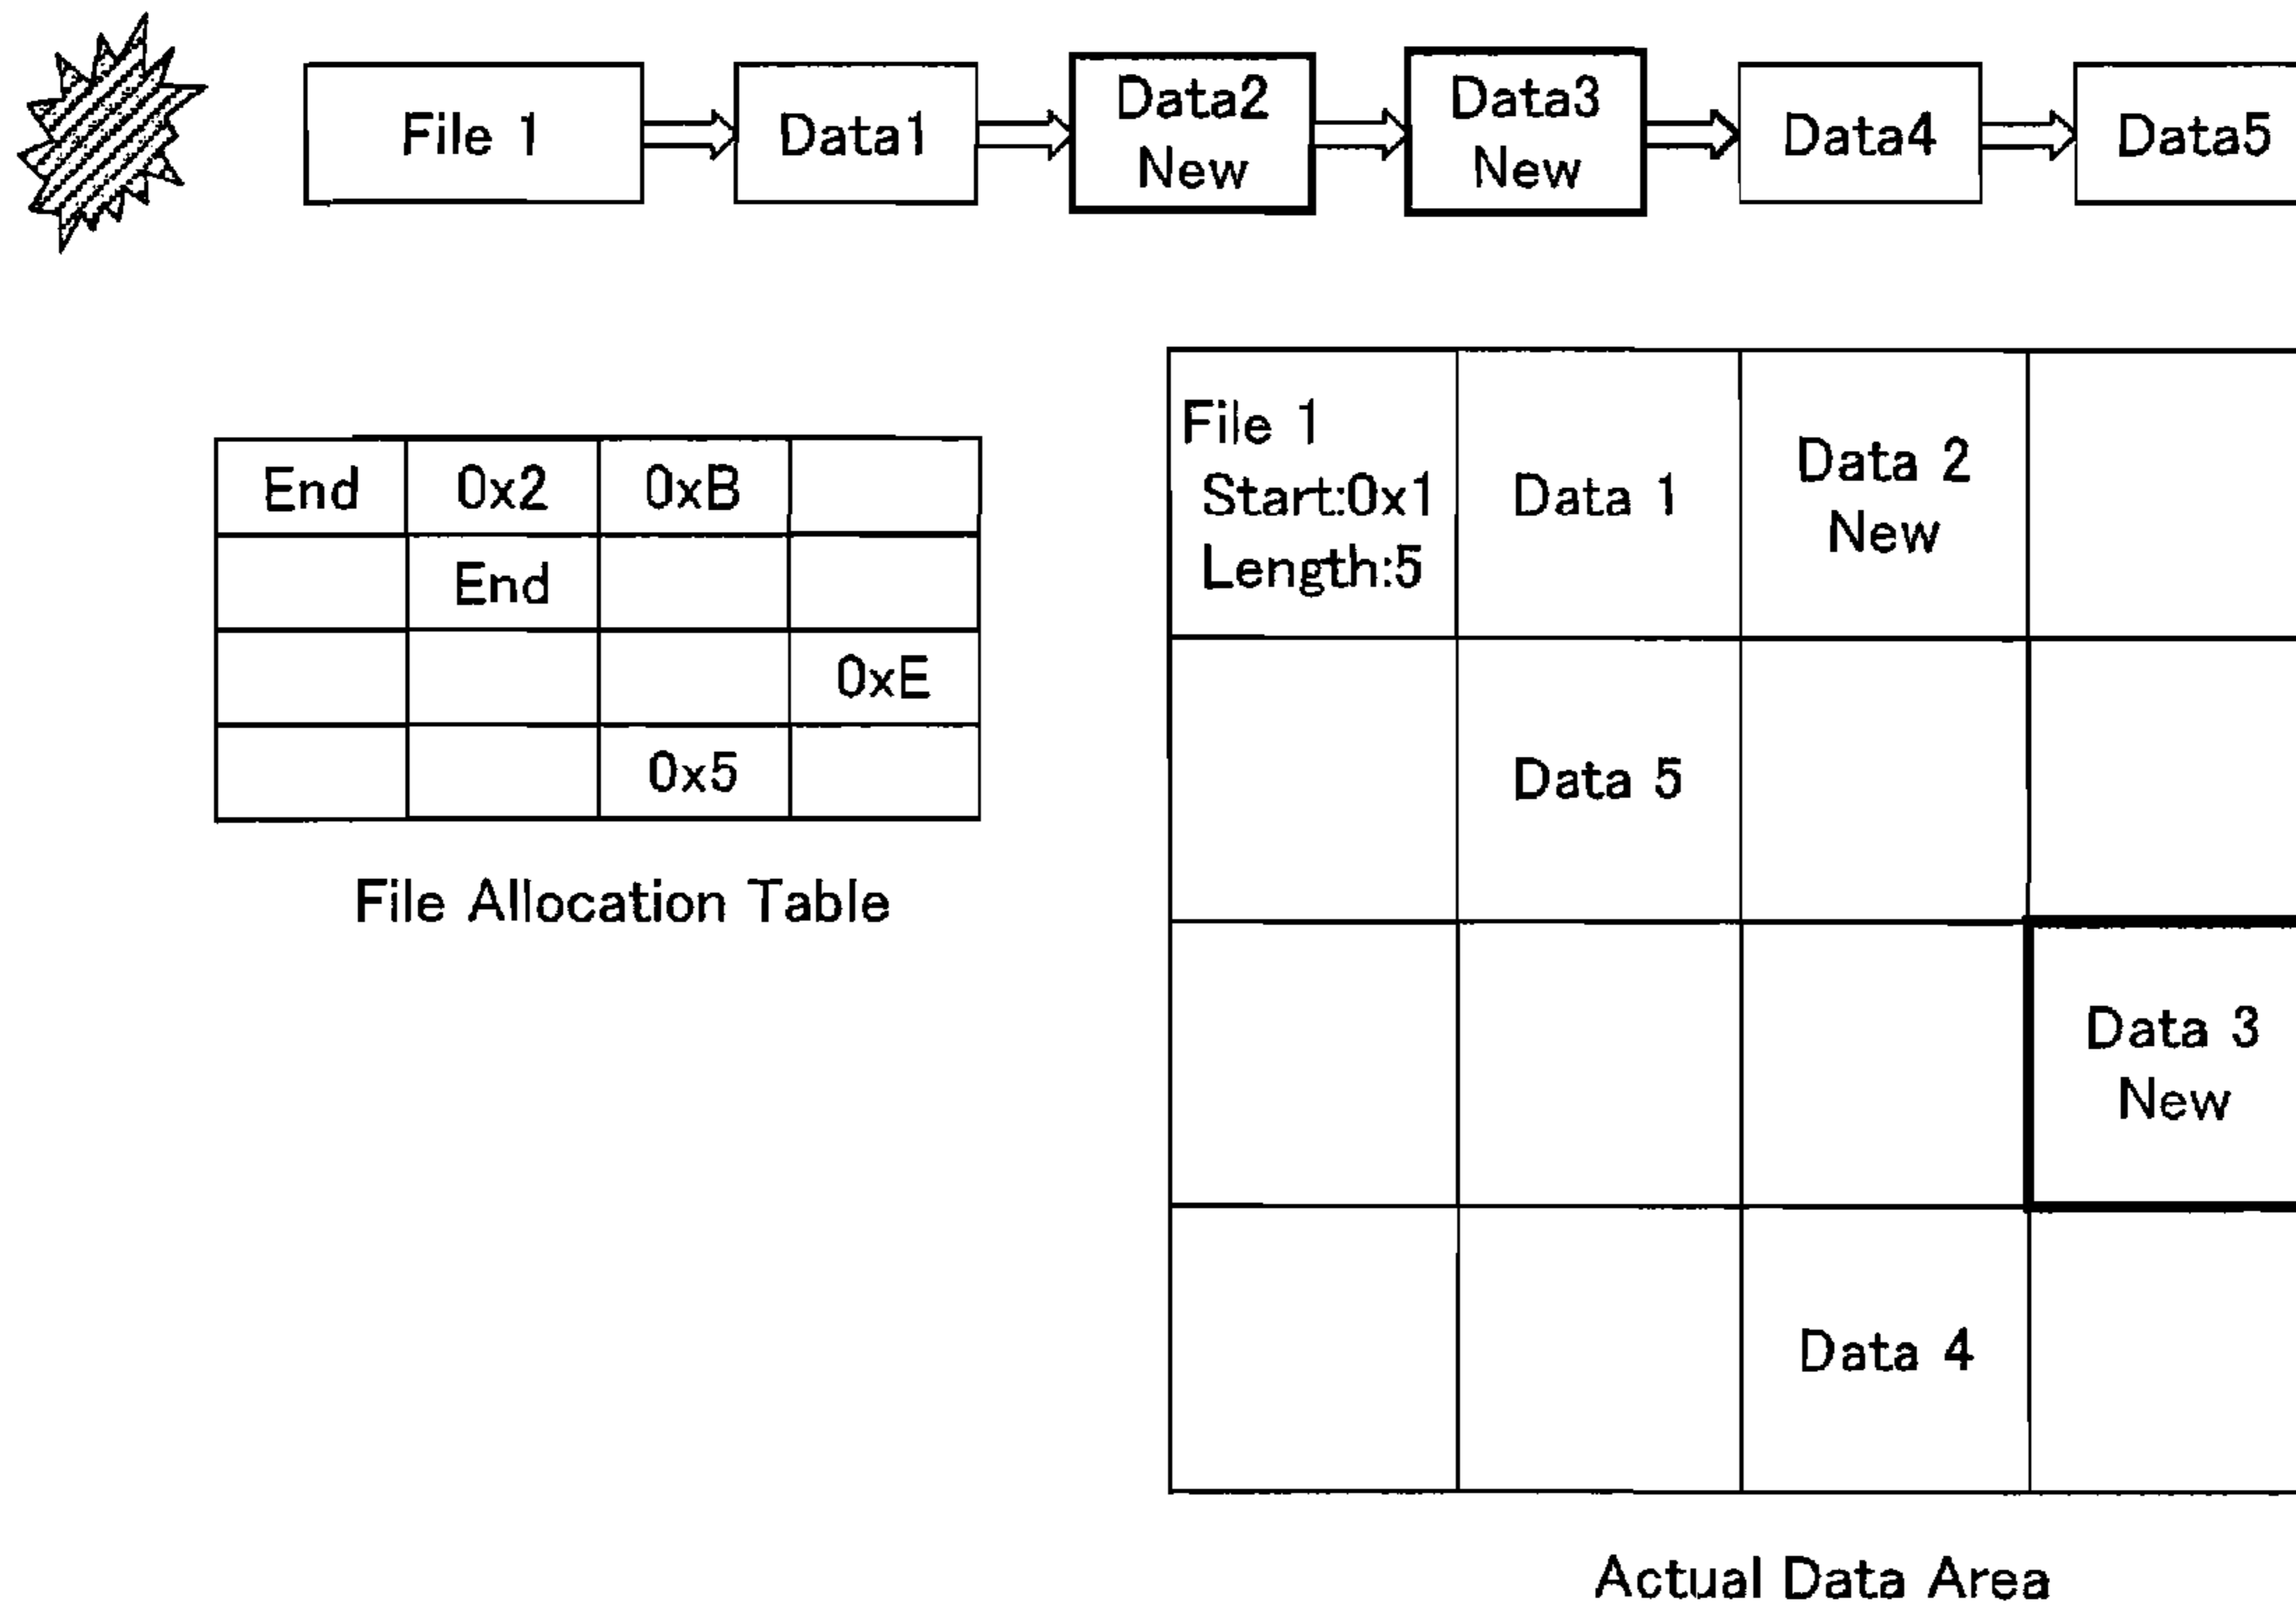 File 1
Data1
Data2
New
Data3
New
Data4
Data5
End
0x2
0xB
End
0xE
0x5
File Allocation Table
File 1
Start:0x1
Length:5
Data 1
Data 2
New
Data 5
Data 3
New
Data 4
Actual Data Area